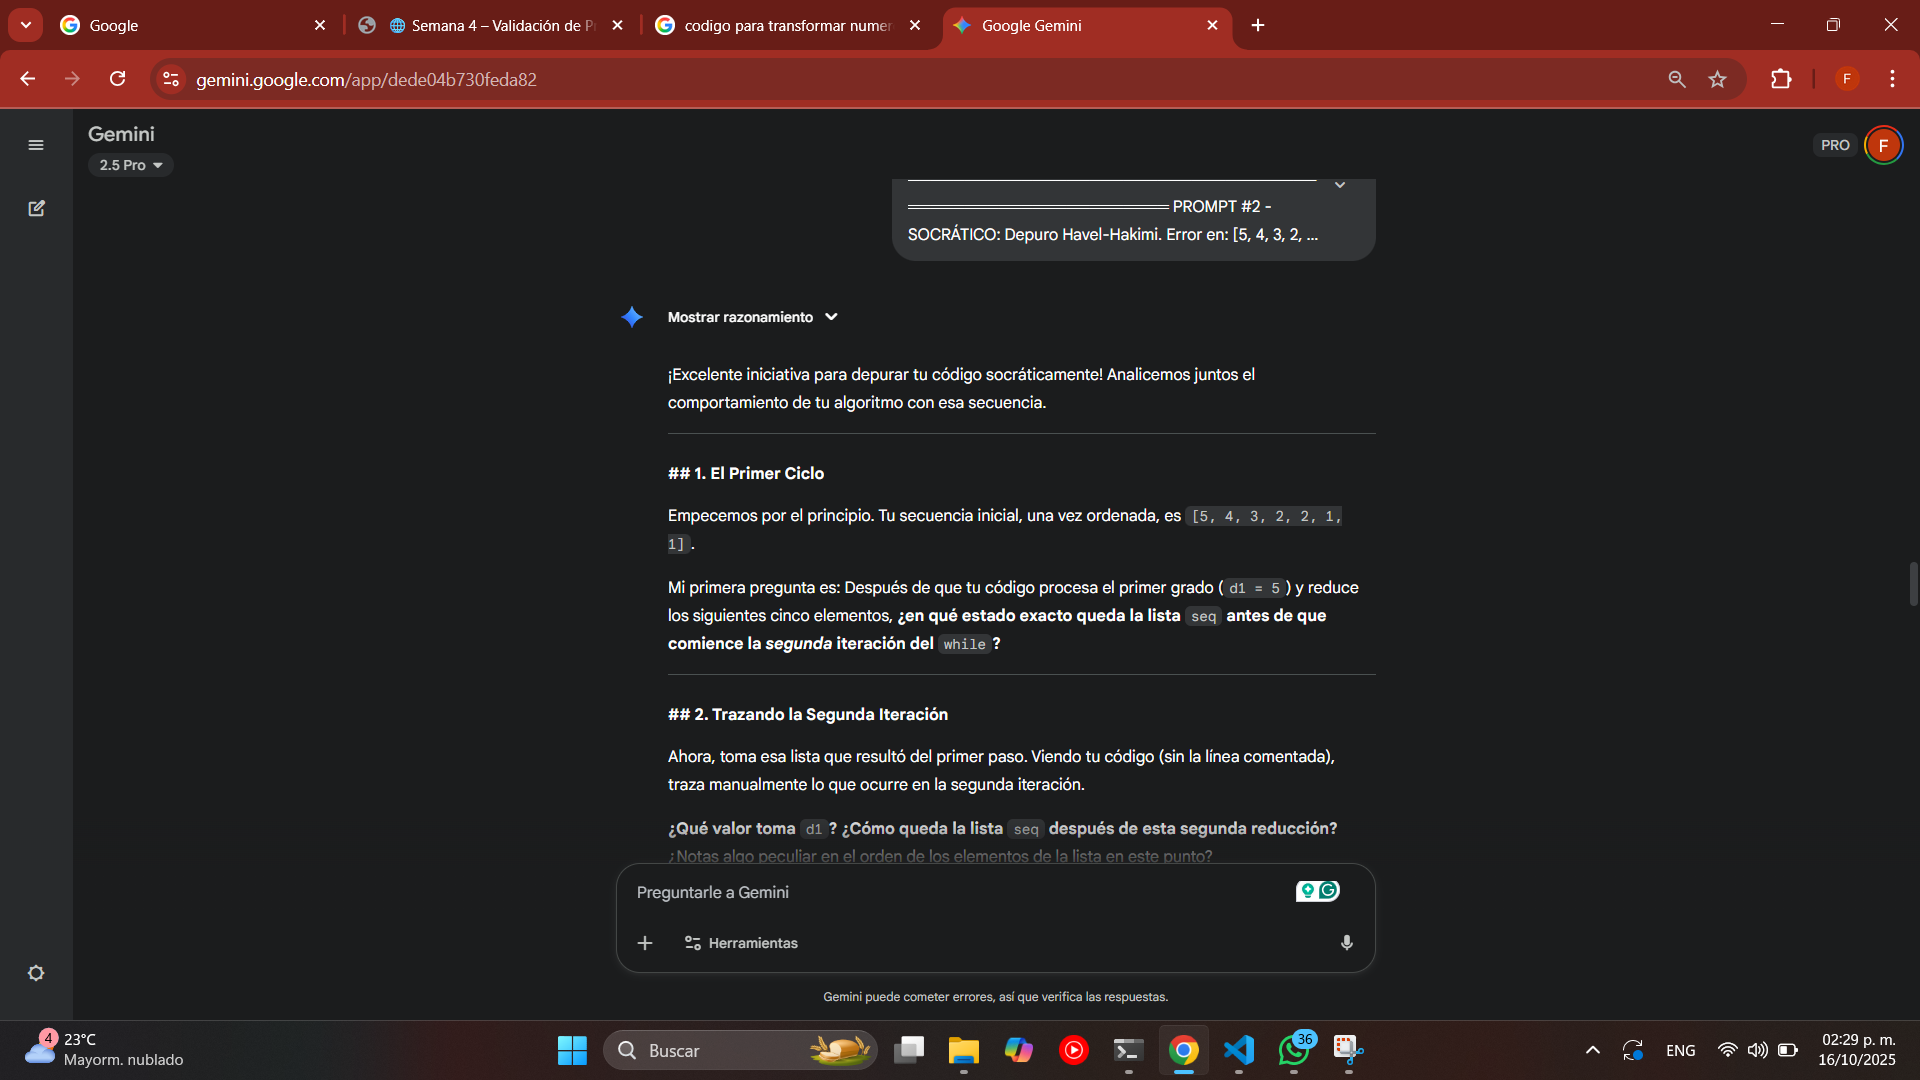 Google
Semana 4 – Validación de P
codigo para transformar numer
Google Gemini
gemini.google.com/app/dede04b730feda82
F
Gemini
2.5 Pro
PRO
F
PROMPT #2 -
SOCRÁTICO: Depuro Havel-Hakimi. Error en: [5, 4, 3, 2, ...
Mostrar razonamiento
¡Excelente iniciativa para depurar tu código socráticamente! Analicemos juntos el
comportamiento de tu algoritmo con esa secuencia.
## 1. El Primer Ciclo
Empecemos por el principio. Tu secuencia inicial, una vez ordenada, es [5, 4, 3, 2, 2, 1,
1] .
Mi primera pregunta es: Después de que tu código procesa el primer grado ( d1 = 5 ) y reduce
los siguientes cinco elementos, ¿en qué estado exacto queda la lista seq antes de que
comience la segunda iteración del while ?
## 2. Trazando la Segunda Iteración
Ahora, toma esa lista que resultó del primer paso. Viendo tu código (sin la línea comentada),
traza manualmente lo que ocurre en la segunda iteración.
¿Qué valor toma d1 ? ¿Cómo queda la lista seq después de esta segunda reducción?
¿Notas algo peculiar en el orden de los elementos de la lista en este punto?
Preguntarle a Gemini
Herramientas
Gemini puede cometer errores, así que verifica las respuestas.
4
23°C
Mayorm. nublado
Buscar
36
ENG
02:29 p. m.
16/10/2025